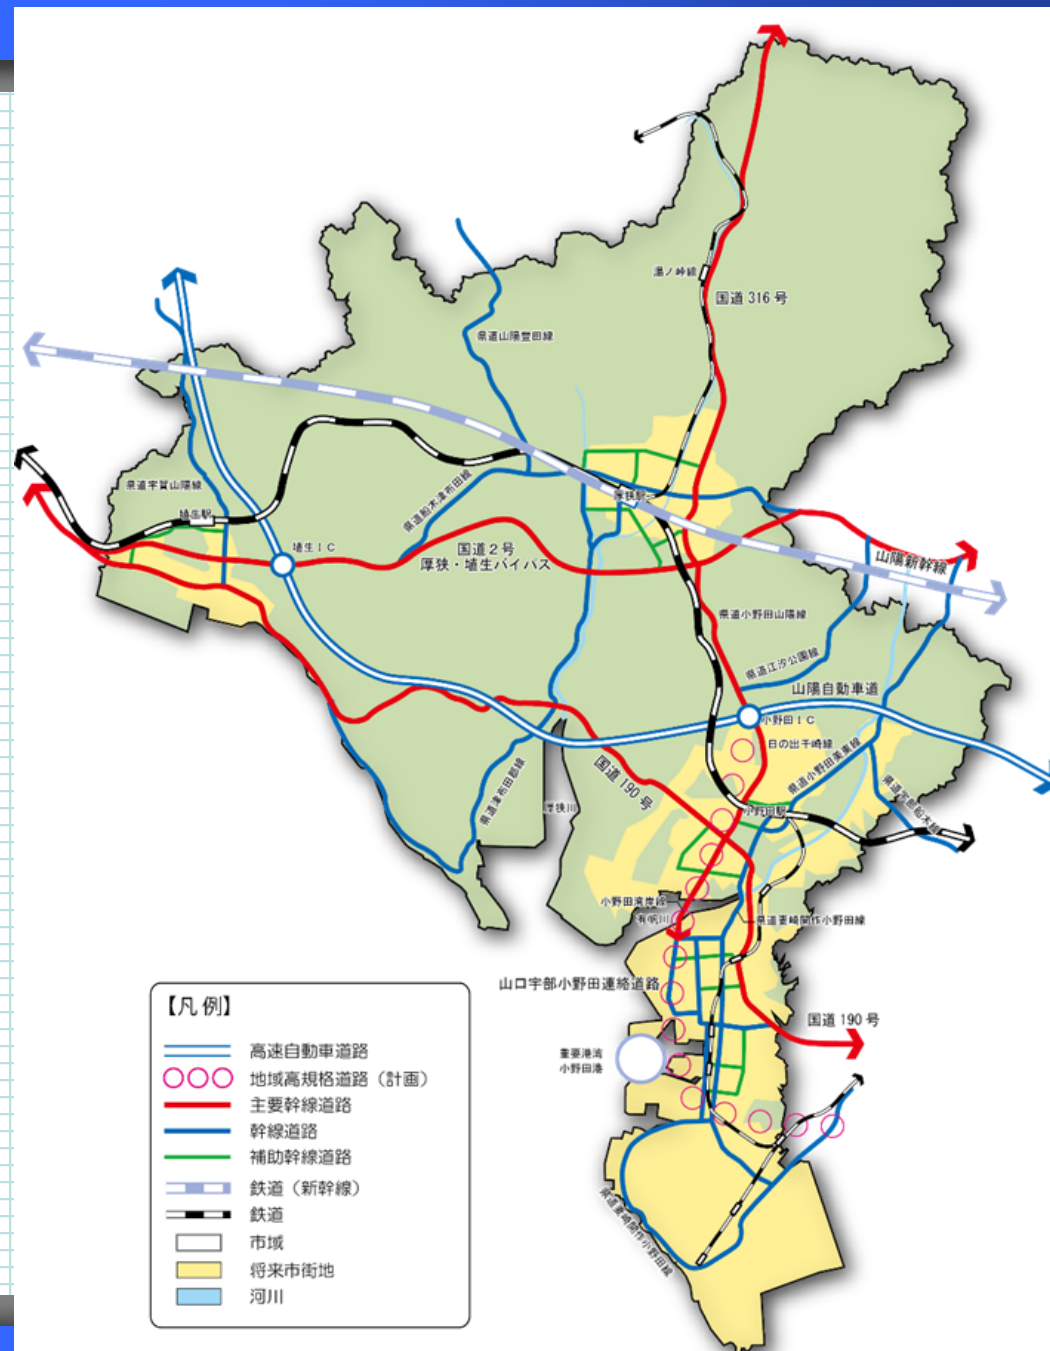 湯ノ峠線
国道 316 号
県道山陽豊田線
県道宇賀山陽線
埴生駅
県道船木津布田線
厚狭駅
埴生ＩＣ
国道２号
厚狭・埴生バイパス
山陽新幹線
県道小野田山陽線
県道江汐公園線
山陽自動車道
小野田ＩＣ
日の出千崎線
県道小野田美東線
国道 190 号
県道津布田郡線
厚狭川
小野田駅
県道宇部船木線
小野田湾岸線
有帆川
県道妻崎開作小野田線
山口宇部小野田連絡道路
国道 190 号
重要港湾
小野田港
県道妻崎開作小野田線
【凡 例】
高速自動車道路
地域高規格道路（計画）
主要幹線道路
幹線道路
補助幹線道路
鉄道（新幹線）
鉄道
市域
将来市街地
河川